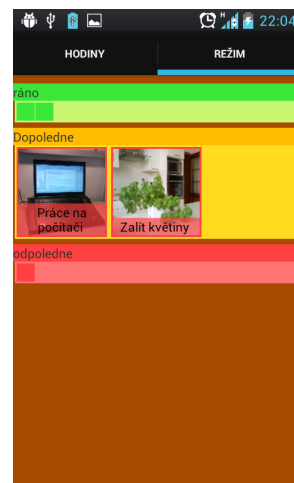 H 22:04
HODINY REŽIM
ráno
Dopoledne
Práce na
počítači
Zalít květiny
odpoledne